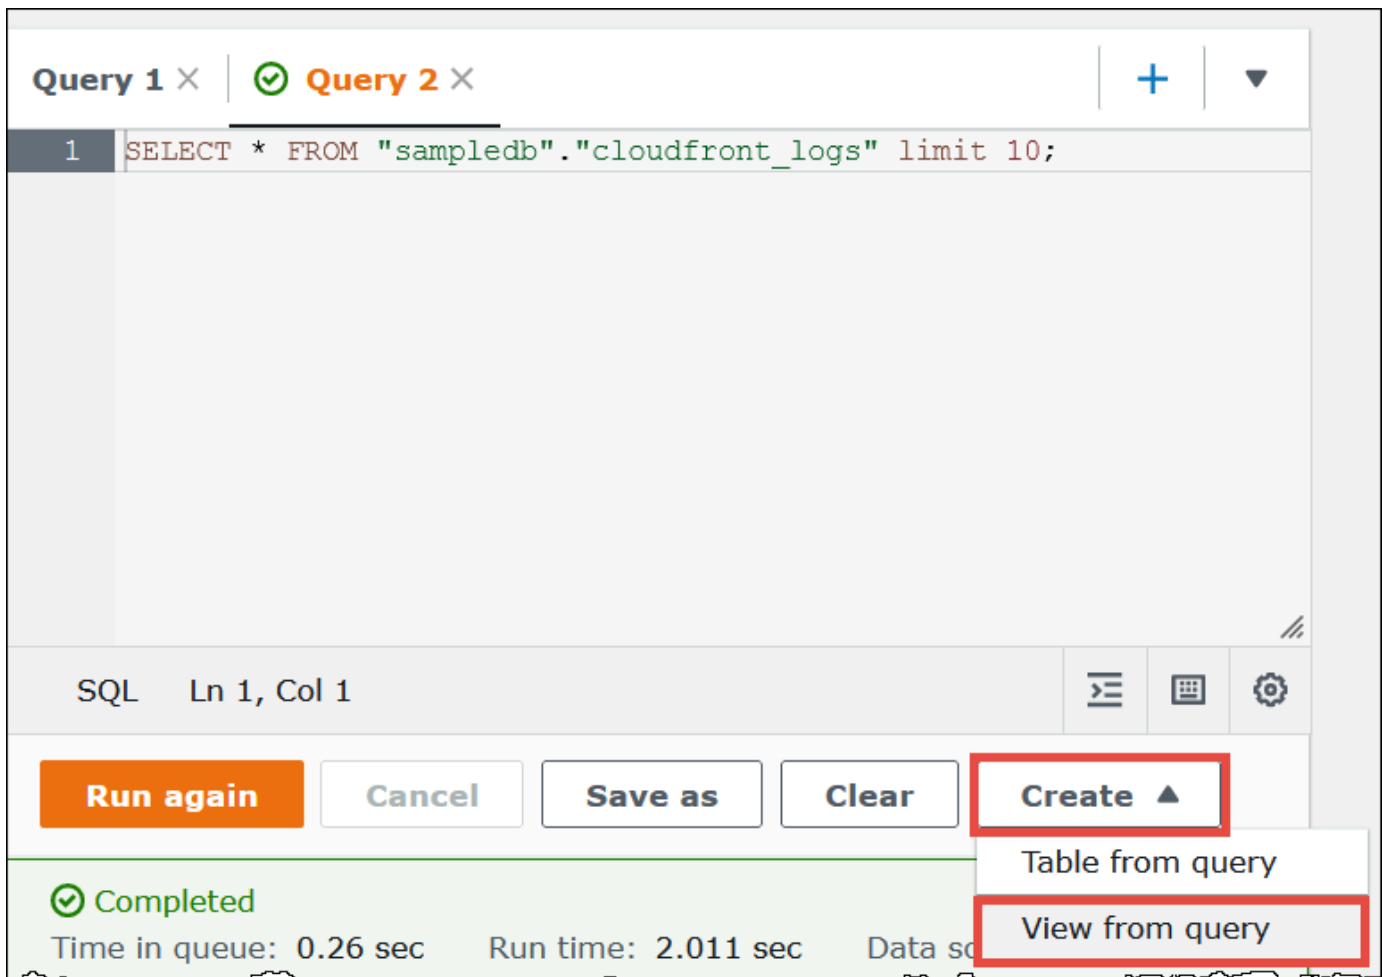 Query 1 Query 2
1 SELECT * FROM "sampledb"."cloudfront_logs" limit 10;
SQL Ln 1, Col 1
Run again Cancel Save as Clear Create
Table from query
View from query
Completed
Time in queue: 0.26 sec Run time: 2.011 sec Data